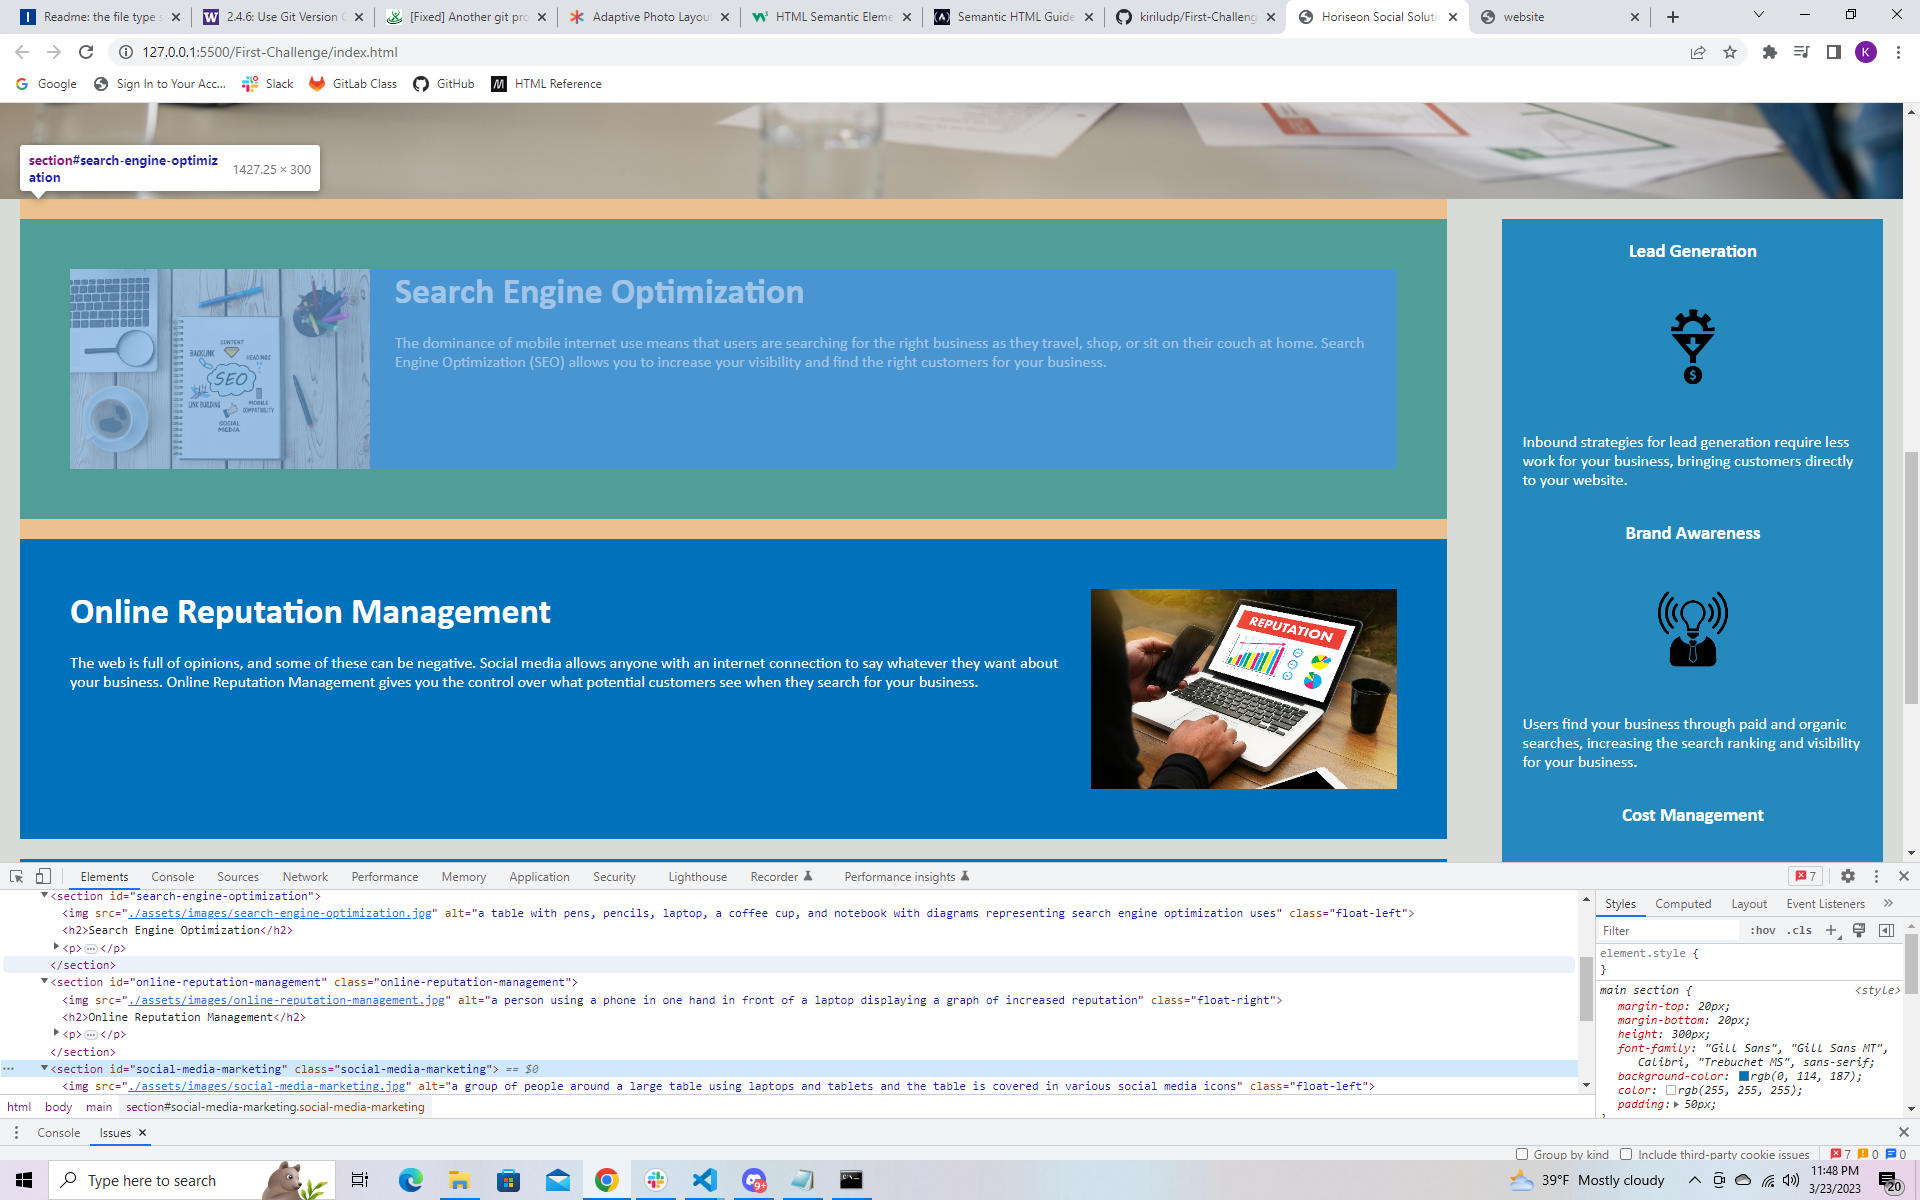 Readme: the file type s
2.4.6: Use Git Version C
[Fixed] Another git pro
Adaptive Photo Layou
HTML Semantic Eleme
Semantic HTML Guide
kiriludp/First-Challeng
Horiseon Social Soluti
website
127.0.0.1:5500/First-Challenge/index.html
K
Google
Sign In to Your Acc...
Slack
GitLab Class
GitHub
HTML Reference
section#search-engine-optimiz
ation
1427.25 × 300
Search Engine Optimization
The dominance of mobile internet use means that users are searching for the right business as they travel, shop, or sit on their couch at home. Search
Engine Optimization (SEO) allows you to increase your visibility and find the right customers for your business.
CONTENT
BACKLINK
HEADINGS
SEO
LINK BUILDING
MOBILE
COMPATIBILITY
SOCIAL
MEDIA
Online Reputation Management
The web is full of opinions, and some of these can be negative. Social media allows anyone with an internet connection to say whatever they want about
your business. Online Reputation Management gives you the control over what potential customers see when they search for your business.
REPUTATION
Lead Generation
$
Inbound strategies for lead generation require less
work for your business, bringing customers directly
to your website.
Brand Awareness
Users find your business through paid and organic
searches, increasing the search ranking and visibility
for your business.
Cost Management
Elements
Console
Sources
Network
Performance
Memory
Application
Security
Lighthouse
Recorder
Performance insights
7
<section id="search-engine-optimization">
<img src="./assets/images/search-engine-optimization.jpg" alt="a table with pens, pencils, laptop, a coffee cup, and notebook with diagrams representing search engine optimization uses" class="float-left">
<h2>Search Engine Optimization</h2>
<p>…</p>
</section>
<section id="online-reputation-management" class="online-reputation-management">
<img src="./assets/images/online-reputation-management.jpg" alt="a person using a phone in one hand in front of a laptop displaying a graph of increased reputation" class="float-right">
<h2>Online Reputation Management</h2>
<p>…</p>
</section>
<section id="social-media-marketing" class="social-media-marketing"> == $0
<img src="./assets/images/social-media-marketing.jpg" alt="a group of people around a large table using laptops and tablets and the table is covered in various social media icons" class="float-left">
html body main section#social-media-marketing.social-media-marketing
Styles
Computed
Layout
Event Listeners
Filter
:hov .cls
element.style {
}
main section { <style>
margin-top: 20px;
margin-bottom: 20px;
height: 300px;
font-family: "Gill Sans", "Gill Sans MT",
Calibri, "Trebuchet MS", sans-serif;
background-color: rgb(0, 114, 187);
color: rgb(255, 255, 255);
padding: 50px;
Console
Issues
Group by kind
Include third-party cookie issues
7 0 0
Type here to search
9+
39°F Mostly cloudy
11:48 PM
3/23/2023
20